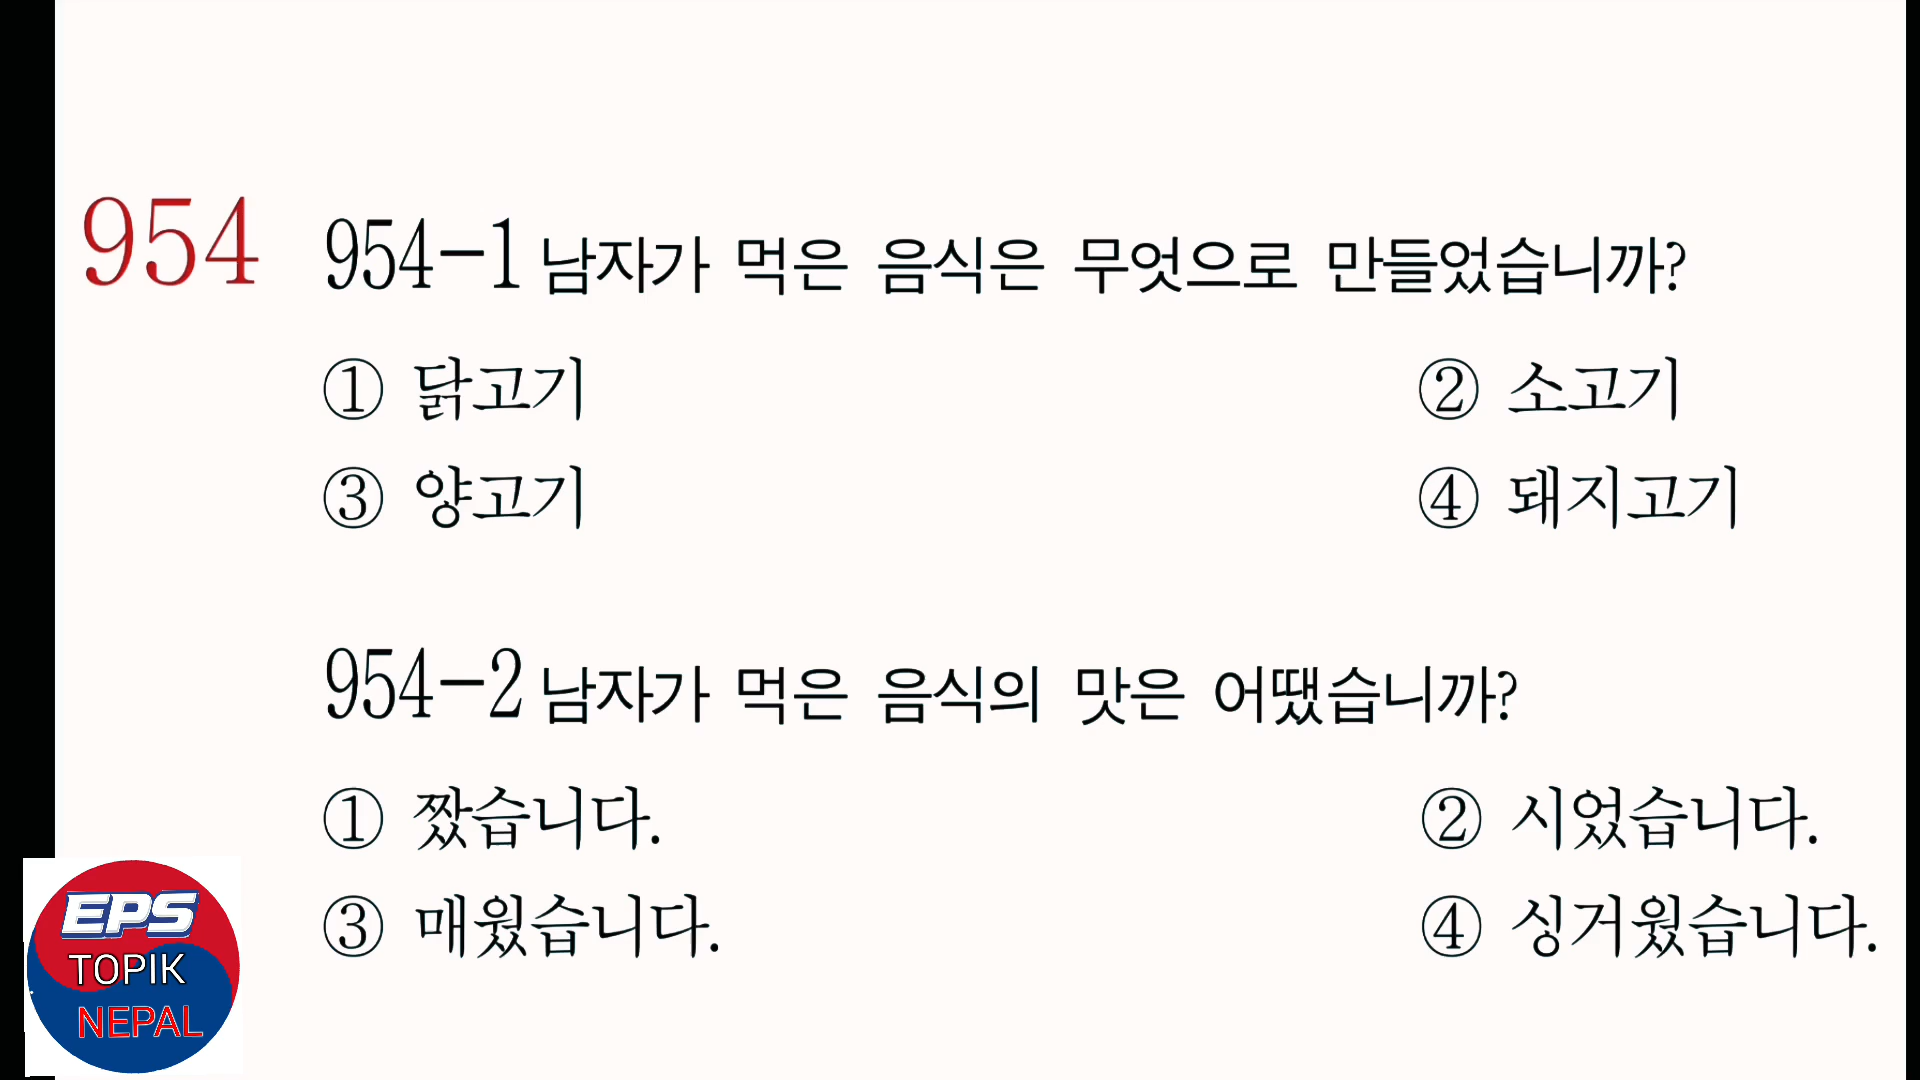 954
954-1 남자가 먹은 음식은 무엇으로 만들었습니까?
① 닭고기 ② 소고기
③ 양고기 ④ 돼지고기
954-2 남자가 먹은 음식의 맛은 어땠습니까?
① 짰습니다. ② 시었습니다.
③ 매웠습니다. ④ 싱거웠습니다.
EPS
TOPIK
NEPAL